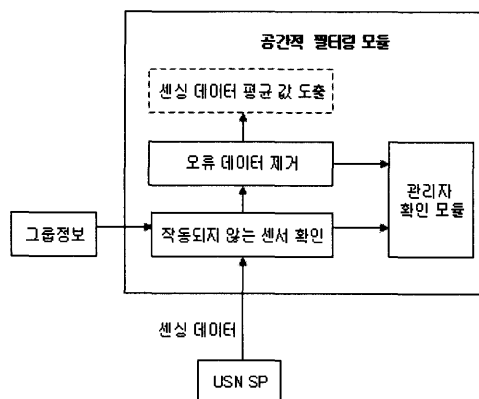 공간적 필터링 모듈
센싱 데이터 평균 값 도출
오류 데이터 제거
관리자
확인 모듈
그룹정보
작동되지 않는 센서 확인
센싱 데이터
USN SP